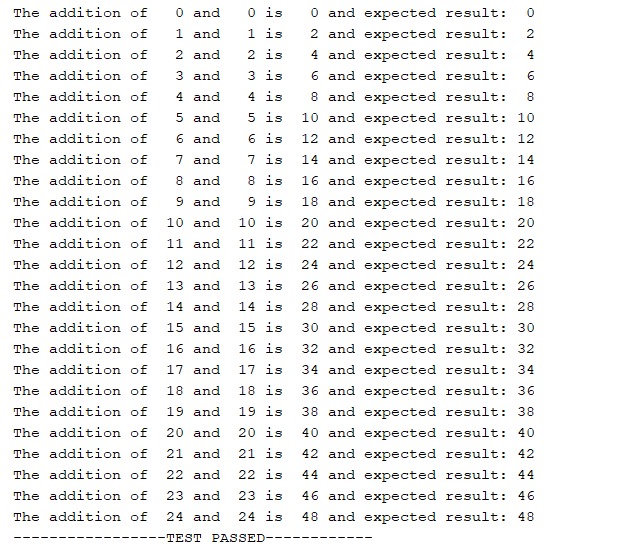 The addition of   0 and   0 is   0 and expected result:  0
The addition of   1 and   1 is   2 and expected result:  2
The addition of   2 and   2 is   4 and expected result:  4
The addition of   3 and   3 is   6 and expected result:  6
The addition of   4 and   4 is   8 and expected result:  8
The addition of   5 and   5 is  10 and expected result: 10
The addition of   6 and   6 is  12 and expected result: 12
The addition of   7 and   7 is  14 and expected result: 14
The addition of   8 and   8 is  16 and expected result: 16
The addition of   9 and   9 is  18 and expected result: 18
The addition of  10 and  10 is  20 and expected result: 20
The addition of  11 and  11 is  22 and expected result: 22
The addition of  12 and  12 is  24 and expected result: 24
The addition of  13 and  13 is  26 and expected result: 26
The addition of  14 and  14 is  28 and expected result: 28
The addition of  15 and  15 is  30 and expected result: 30
The addition of  16 and  16 is  32 and expected result: 32
The addition of  17 and  17 is  34 and expected result: 34
The addition of  18 and  18 is  36 and expected result: 36
The addition of  19 and  19 is  38 and expected result: 38
The addition of  20 and  20 is  40 and expected result: 40
The addition of  21 and  21 is  42 and expected result: 42
The addition of  22 and  22 is  44 and expected result: 44
The addition of  23 and  23 is  46 and expected result: 46
The addition of  24 and  24 is  48 and expected result: 48
-----------------TEST PASSED------------